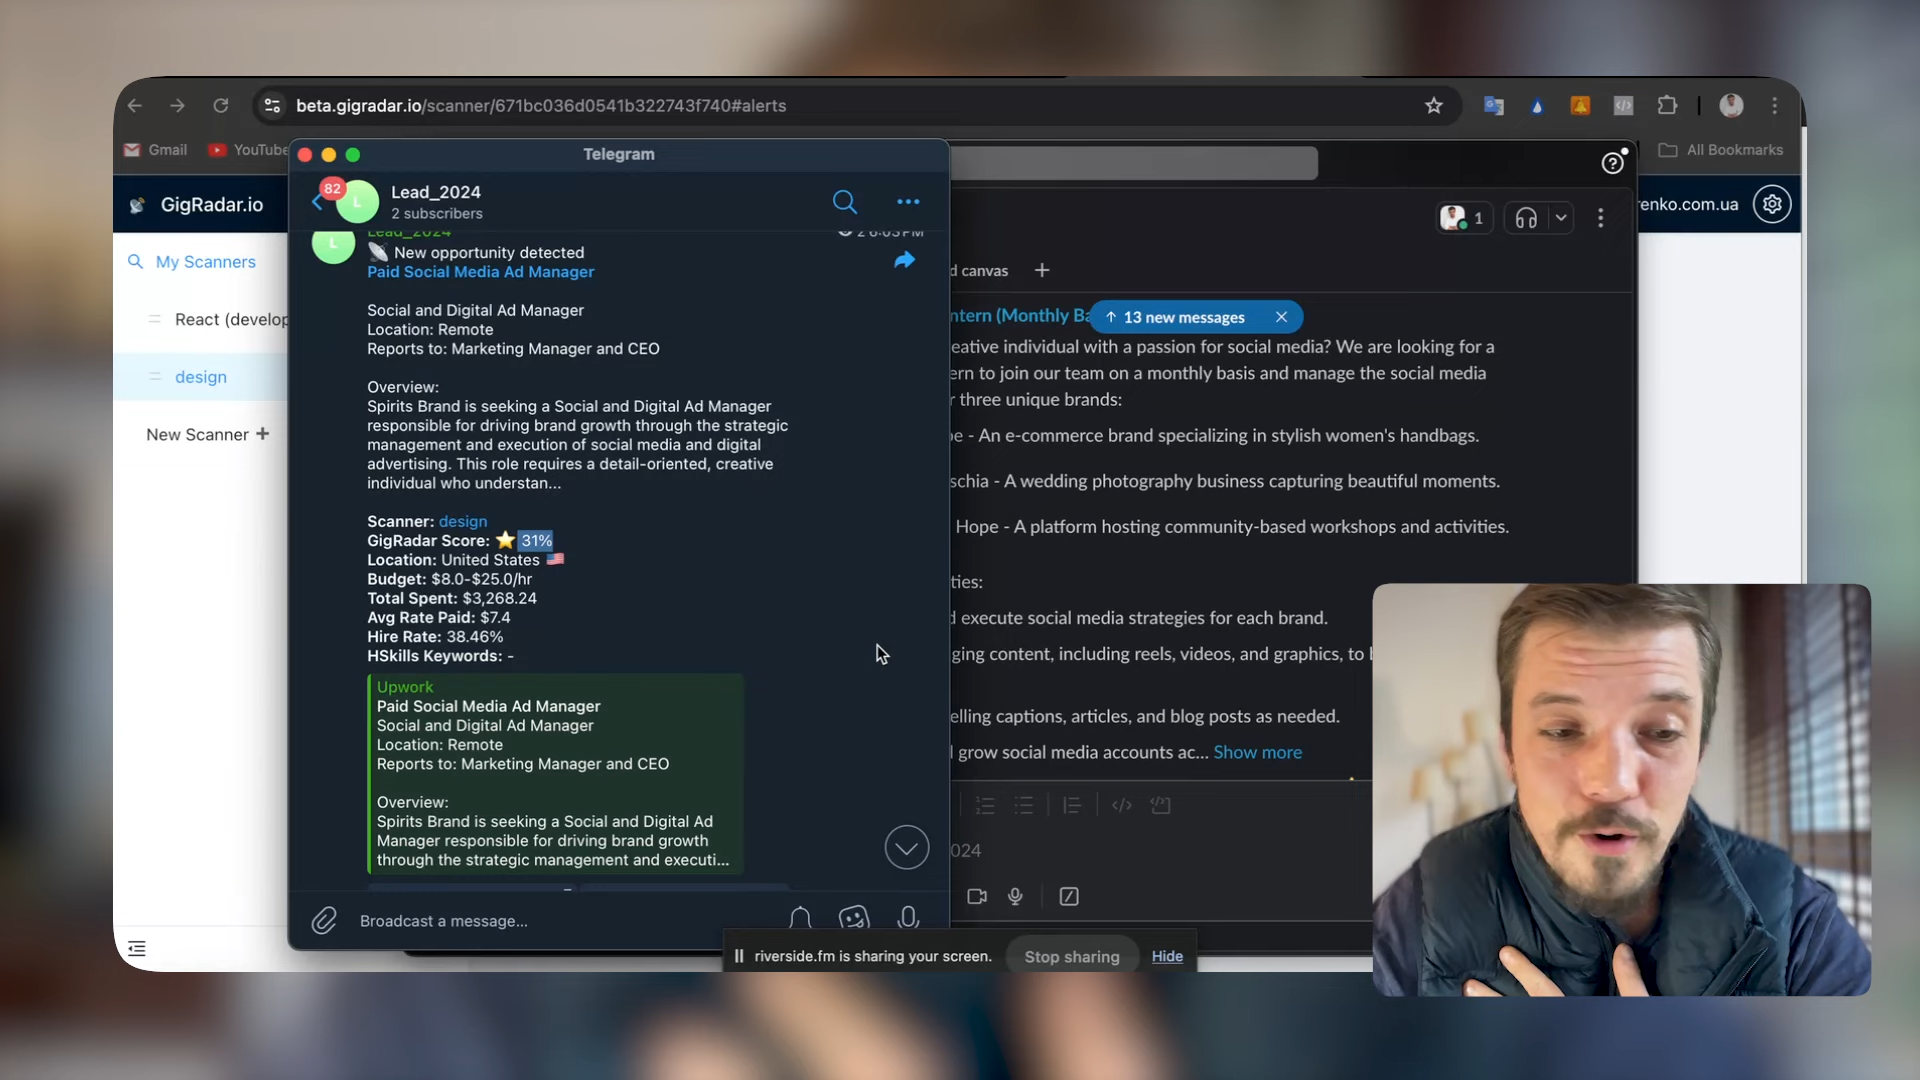 beta.gigradar.io/scanner/671bc036d0541b322743f740#alerts
Gmail
YouTube
All Bookmarks
GigRadar.io
My Scanners
React (develop
design
New Scanner +
Telegram
82
L
Lead_2024
2 subscribers
L
Lead_2024
2 6:03 PM
New opportunity detected
Paid Social Media Ad Manager
Social and Digital Ad Manager
Location: Remote
Reports to: Marketing Manager and CEO
Overview:
Spirits Brand is seeking a Social and Digital Ad Manager
responsible for driving brand growth through the strategic
management and execution of social media and digital
advertising. This role requires a detail-oriented, creative
individual who understan...
Scanner: design
GigRadar Score: ⭐ 31%
Location: United States 🇺🇸
Budget: $8.0-$25.0/hr
Total Spent: $3,268.24
Avg Rate Paid: $7.4
Hire Rate: 38.46%
HSkills Keywords: -
Upwork
Paid Social Media Ad Manager
Social and Digital Ad Manager
Location: Remote
Reports to: Marketing Manager and CEO
Overview:
Spirits Brand is seeking a Social and Digital Ad
Manager responsible for driving brand growth
through the strategic management and executi...
Broadcast a message...
enko.com.ua
1
d canvas
ntern (Monthly Ba
13 new messages
eative individual with a passion for social media? We are looking for a
ern to join our team on a monthly basis and manage the social media
r three unique brands:
pe - An e-commerce brand specializing in stylish women's handbags.
schia - A wedding photography business capturing beautiful moments.
Hope - A platform hosting community-based workshops and activities.
ties:
d execute social media strategies for each brand.
ging content, including reels, videos, and graphics, to
elling captions, articles, and blog posts as needed.
l grow social media accounts ac... Show more
024
riverside.fm is sharing your screen.
Stop sharing
Hide